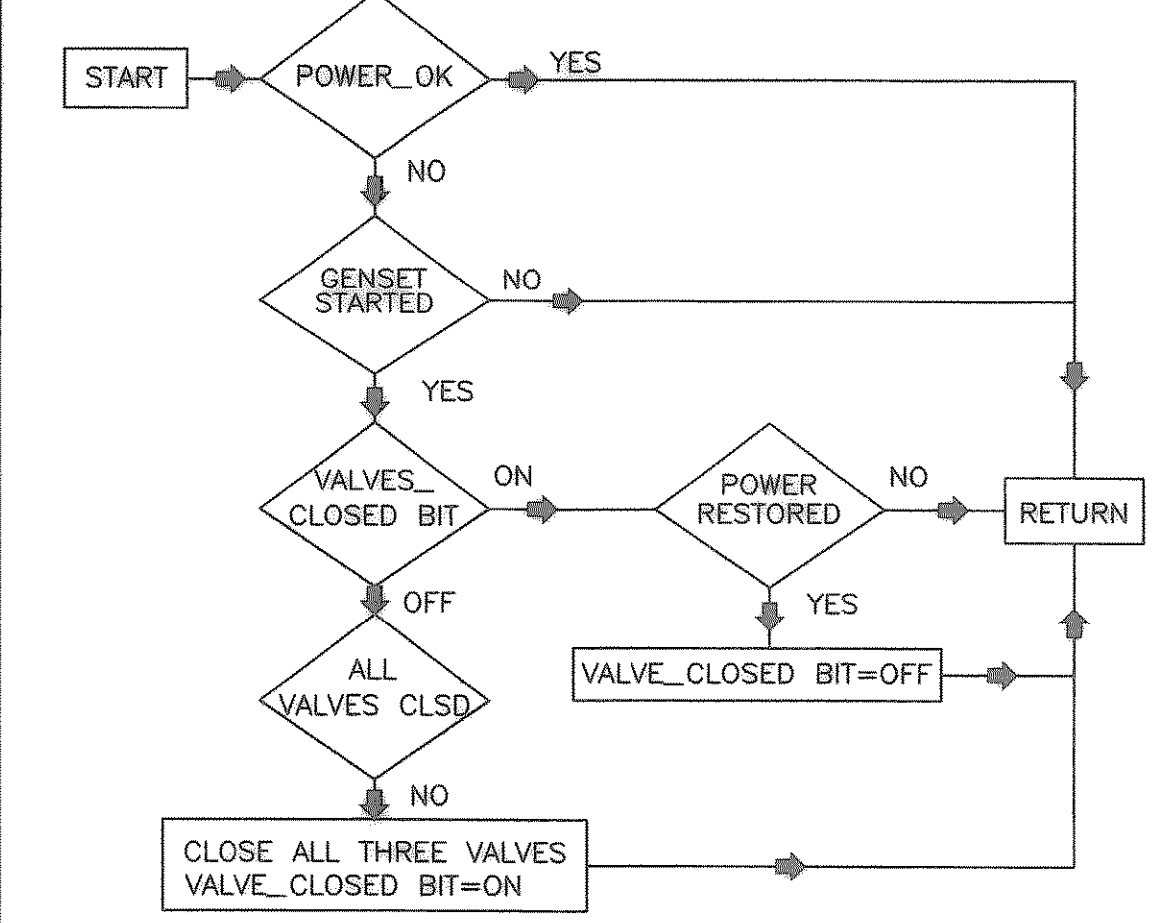 START
POWER_OK
YES
NO
GENSET
STARTED
NO
YES
VALVES_
CLOSED BIT
ON
POWER
RESTORED
NO
RETURN
OFF
YES
ALL
VALVES CLSD
VALVE_CLOSED BIT=OFF
NO
CLOSE ALL THREE VALVES
VALVE_CLOSED BIT=ON